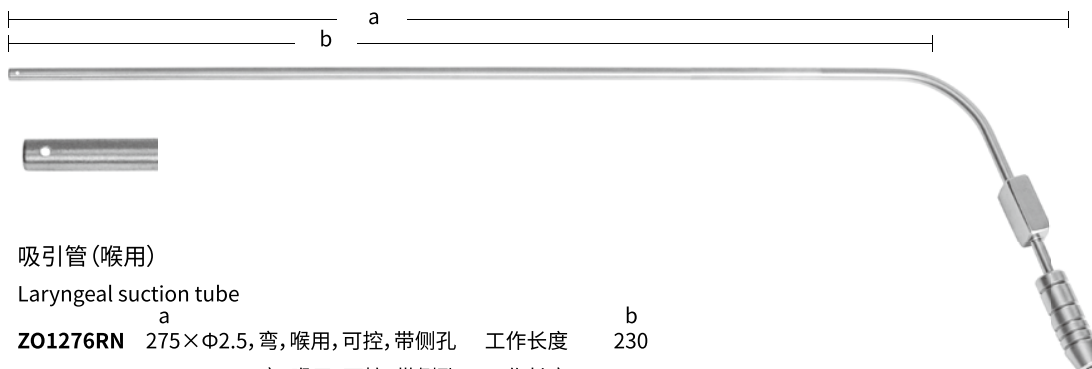 a
b
吸引管（喉用）
Laryngeal suction tube
a b
ZO1276RN 275×Φ2.5，弯，喉用，可控，带侧孔 工作长度 230